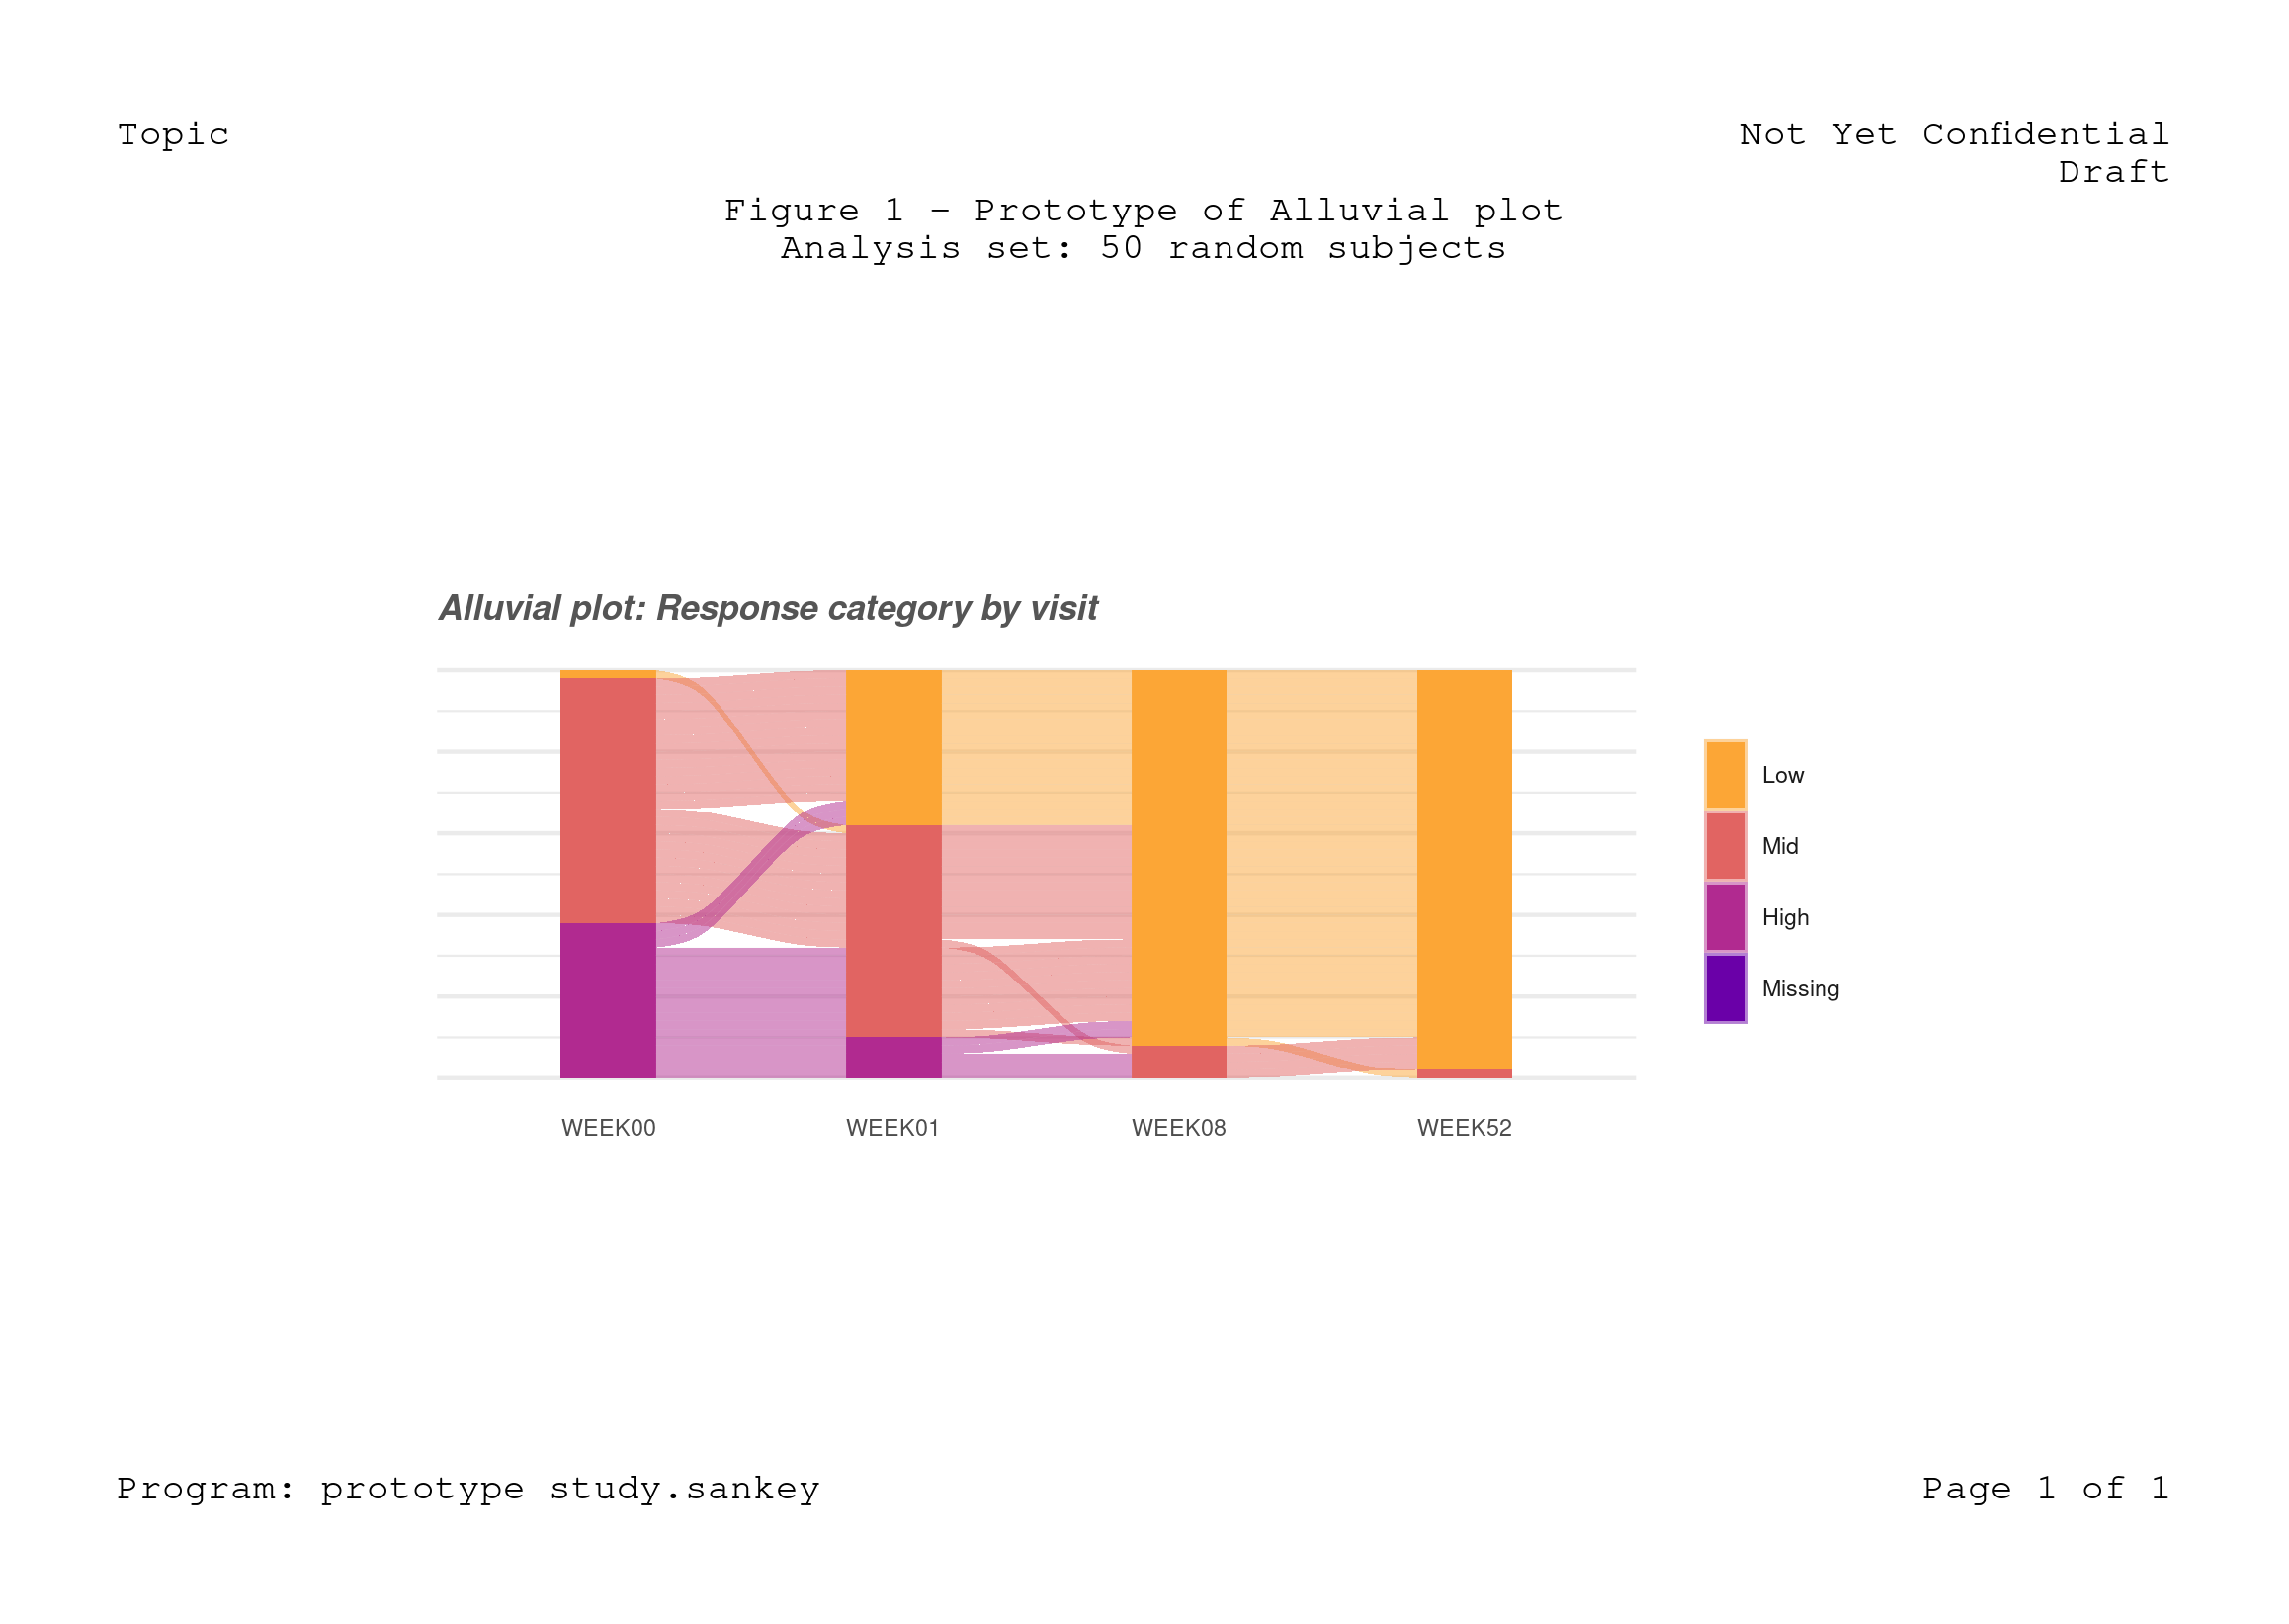 Topic
Not Yet Confidential
Draft
Figure 1 – Prototype of Alluvial plot
Analysis set: 50 random subjects
Alluvial plot: Response category by visit
Low
Mid
High
Missing
WEEK00 WEEK01 WEEK08 WEEK52
Program: prototype study.sankey
Page 1 of 1